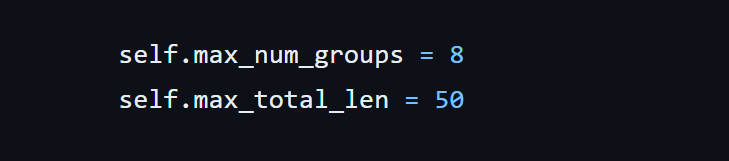 self.max_num_groups = 8
self.max_total_len = 50